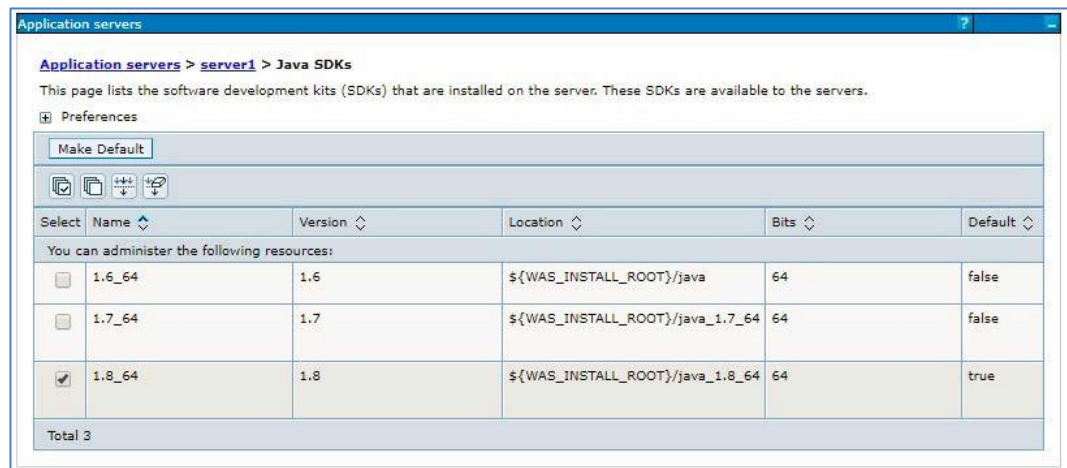 Application servers ? -
Application servers > server1 > Java SDKs
This page lists the software development kits (SDKs) that are installed on the server. These SDKs are available to the servers.
Preferences
Make Default
Select Name Version Location Bits Default
You can administer the following resources:
1.6_64 1.6 ${WAS_INSTALL_ROOT}/java 64 false
1.7_64 1.7 ${WAS_INSTALL_ROOT}/java_1.7_64 64 false
1.8_64 1.8 ${WAS_INSTALL_ROOT}/java_1.8_64 64 true
Total 3